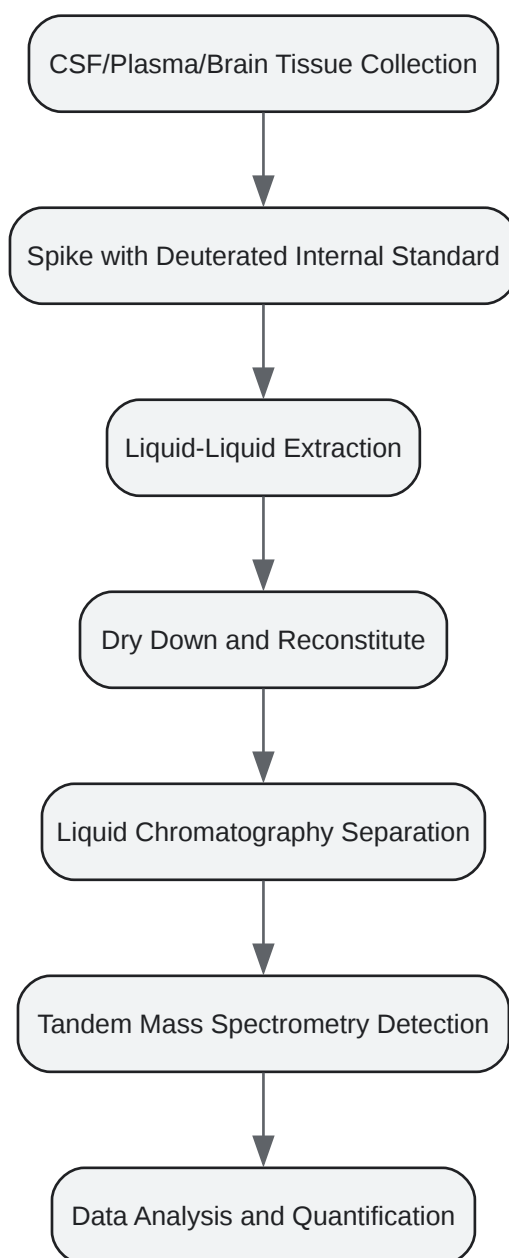 CSF/Plasma/Brain Tissue Collection
Spike with Deuterated Internal Standard
Liquid-Liquid Extraction
Dry Down and Reconstitute
Liquid Chromatography Separation
Tandem Mass Spectrometry Detection
Data Analysis and Quantification